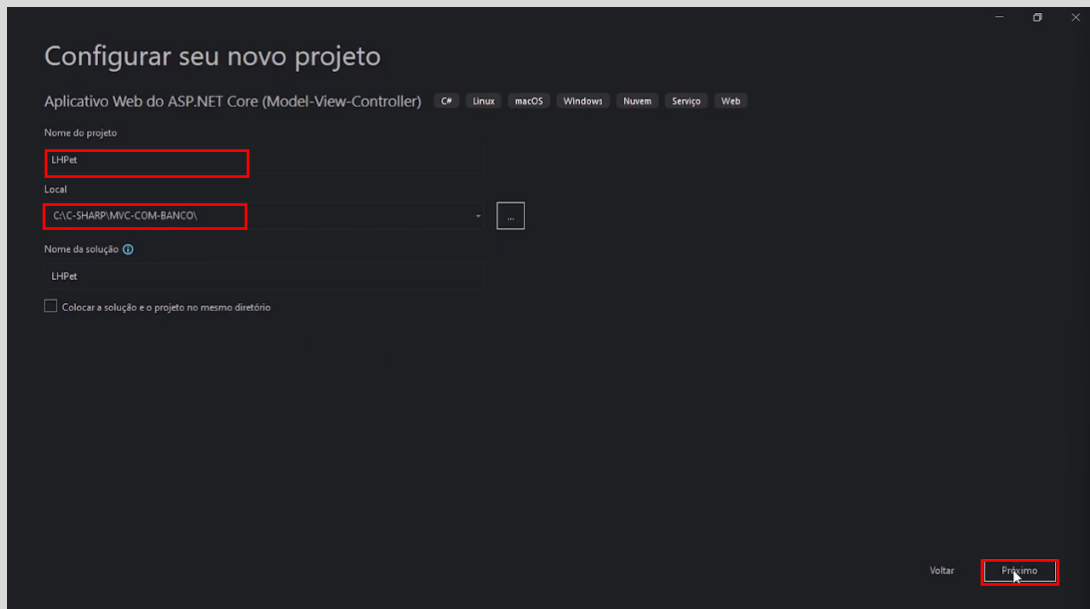 Configurar seu novo projeto
Aplicativo Web do ASP.NET Core (Model-View-Controller) C# Linux macOS Windows Nuvem Serviço Web
Nome do projeto
LHPet
Local
C:\C-SHARP\MVC-COM-BANCO\
...
Nome da solução
LHPet
Colocar a solução e o projeto no mesmo diretório
Voltar Próximo